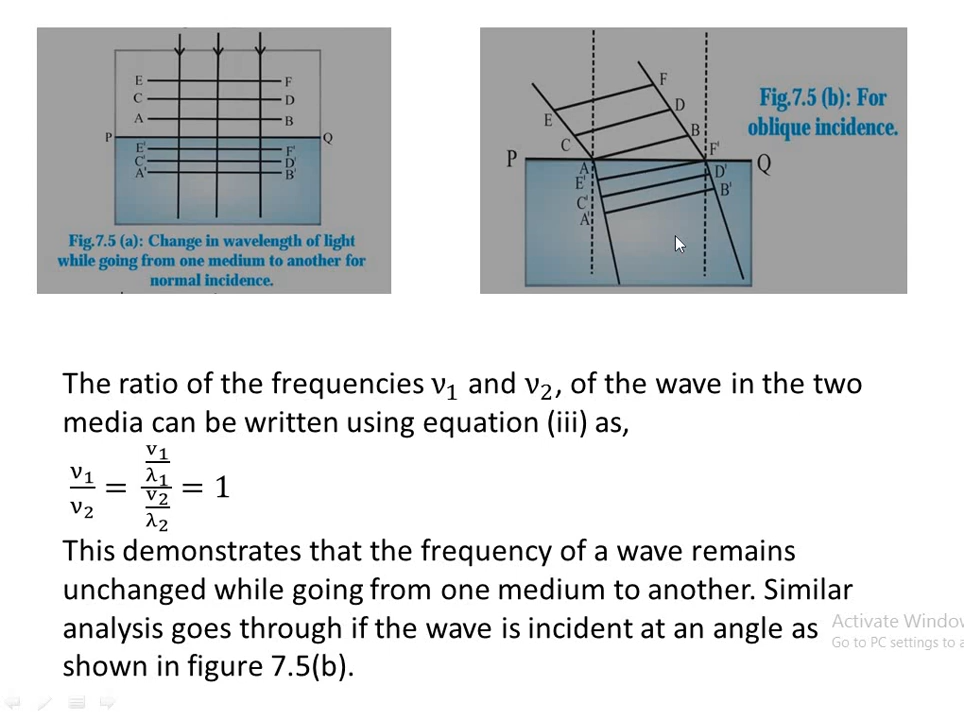 E
F
C
D
A
B
P
Q
E'
F'
C'
D'
A'
B'
Fig.7.5 (a): Change in wavelength of light
while going from one medium to another for
normal incidence.
F
D
E
B
C
F'
P
A
Q
D'
E'
B'
C'
A'
Fig.7.5 (b): For
oblique incidence.
The ratio of the frequencies ν₁ and ν₂, of the wave in the two
media can be written using equation (iii) as,
ν₁/ν₂ = (v₁/λ₁)/(v₂/λ₂) = 1
This demonstrates that the frequency of a wave remains
unchanged while going from one medium to another. Similar
analysis goes through if the wave is incident at an angle as
shown in figure 7.5(b).
Activate Window
Go to PC settings to a